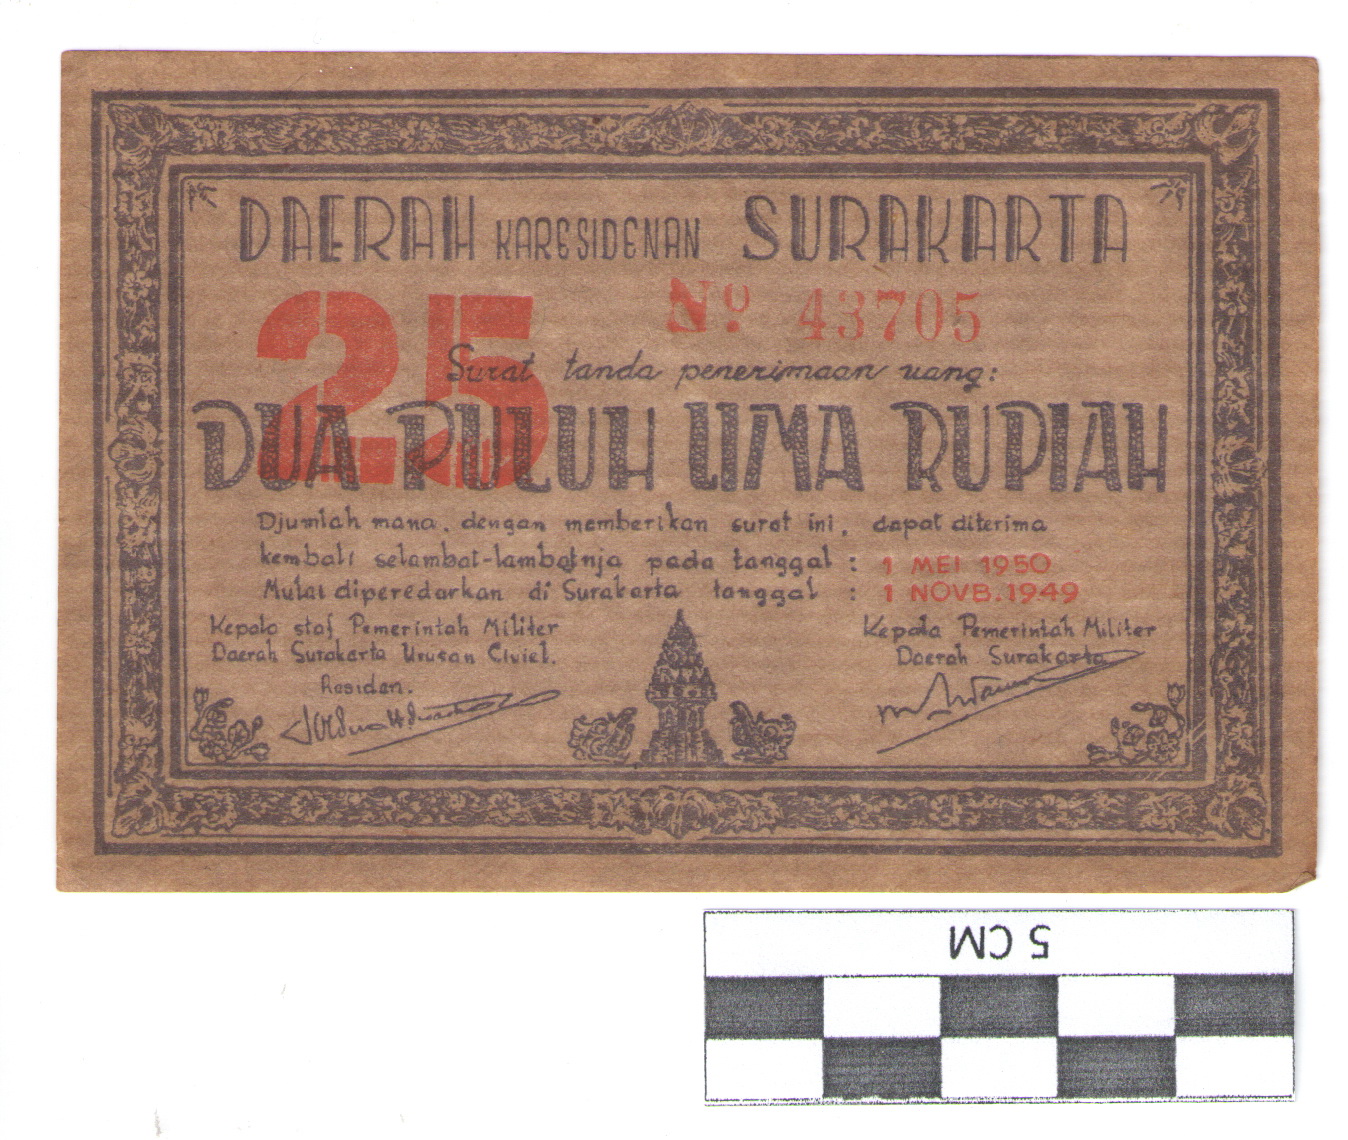 DAERAH KARESIDENAN SURAKARTA
25
No 43705
Surat tanda penerimaan uang:
DUA PULUH LIMA RUPIAH
Djumlah mana, dengan memberikan surat ini, dapat diterima
kembali selambat-lambatnja pada tanggal : 1 MEI 1950
Mulai diperedarkan di Surakarta tanggal : 1 NOVB.1949
Kepala staf Pemerintah Militer
Daerah Surakarta Urusan Civiel.
Residen.
Kepala Pemerintah Militer
Daerah Surakarta
5 CM